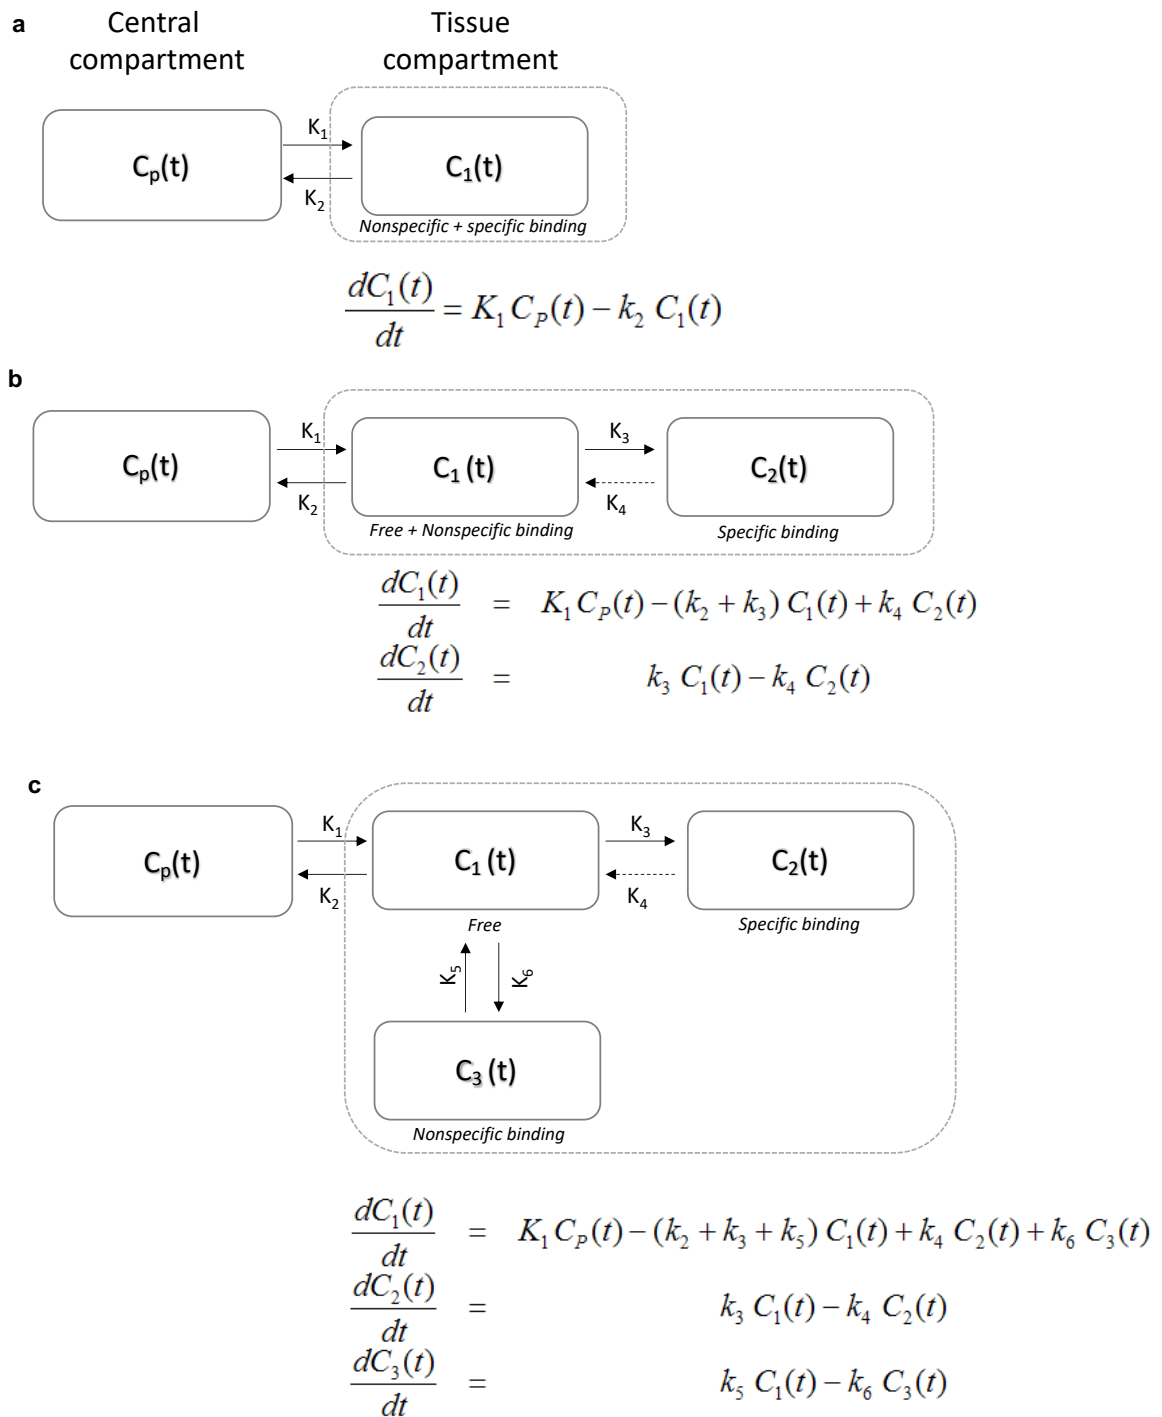 a
Central compartment
Tissue compartment
Cₚ(t)
K₁
K₂
C₁(t)
Nonspecific + specific binding
dC₁(t)/dt = K₁ C_P(t) − k₂ C₁(t)
b
Cₚ(t)
K₁
K₂
C₁ (t)
K₃
K₄
C₂(t)
Free + Nonspecific binding
Specific binding
dC₁(t)/dt = K₁ C_P(t) − (k₂ + k₃) C₁(t) + k₄ C₂(t)
dC₂(t)/dt = k₃ C₁(t) − k₄ C₂(t)
c
Cₚ(t)
K₁
K₂
C₁ (t)
K₃
K₄
C₂(t)
Free
Specific binding
K₅
K₆
C₃ (t)
Nonspecific binding
dC₁(t)/dt = K₁ C_P(t) − (k₂ + k₃ + k₅) C₁(t) + k₄ C₂(t) + k₆ C₃(t)
dC₂(t)/dt = k₃ C₁(t) − k₄ C₂(t)
dC₃(t)/dt = k₅ C₁(t) − k₆ C₃(t)